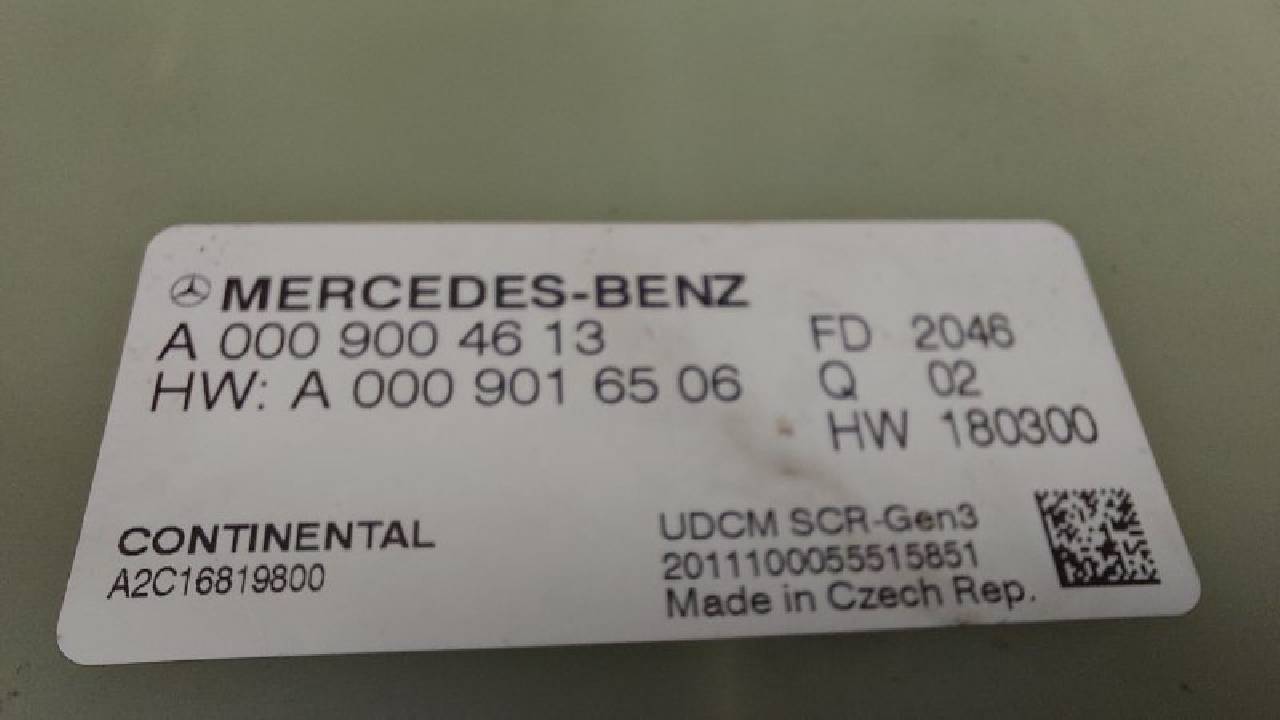 MERCEDES-BENZ
A 000 900 46 13
HW: A 000 901 65 06
FD 2046
Q 02
HW 180300
CONTINENTAL
A2C16819800
UDCM SCR-Gen3
2011100055515851
Made in Czech Rep.